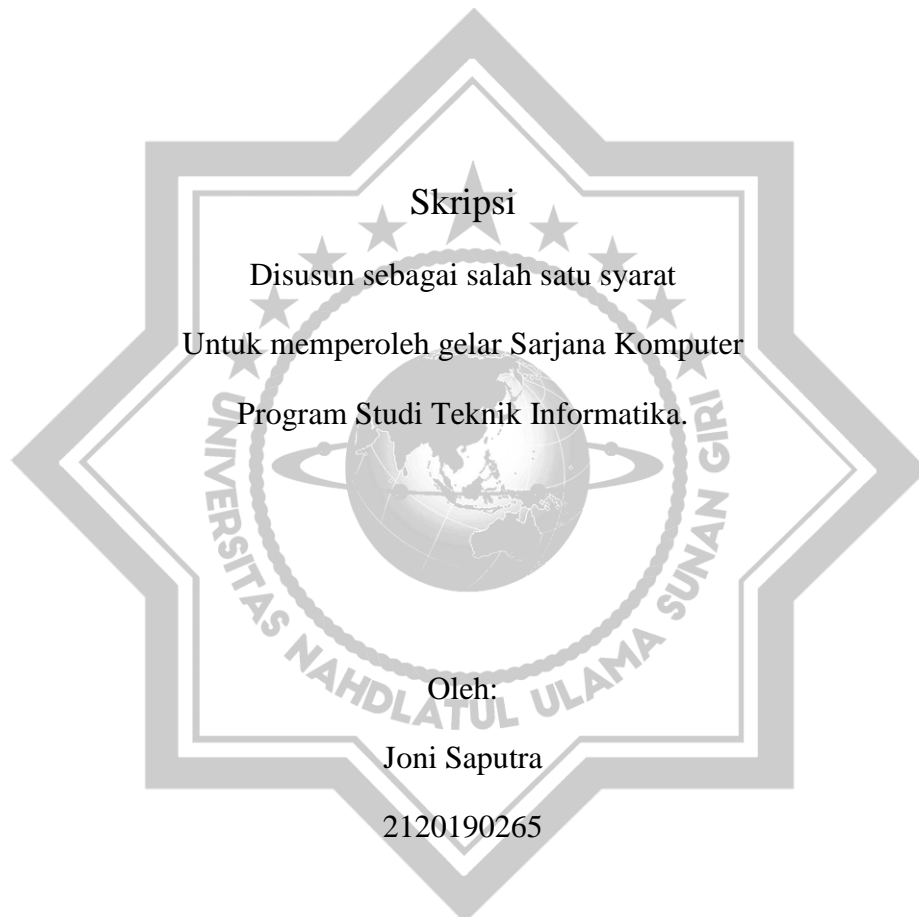 Skripsi
Disusun sebagai salah satu syarat
Untuk memperoleh gelar Sarjana Komputer
Program Studi Teknik Informatika.
UNIVERSITAS NAHDLATUL ULAMA SUNAN GIRI
Oleh:
Joni Saputra
2120190265